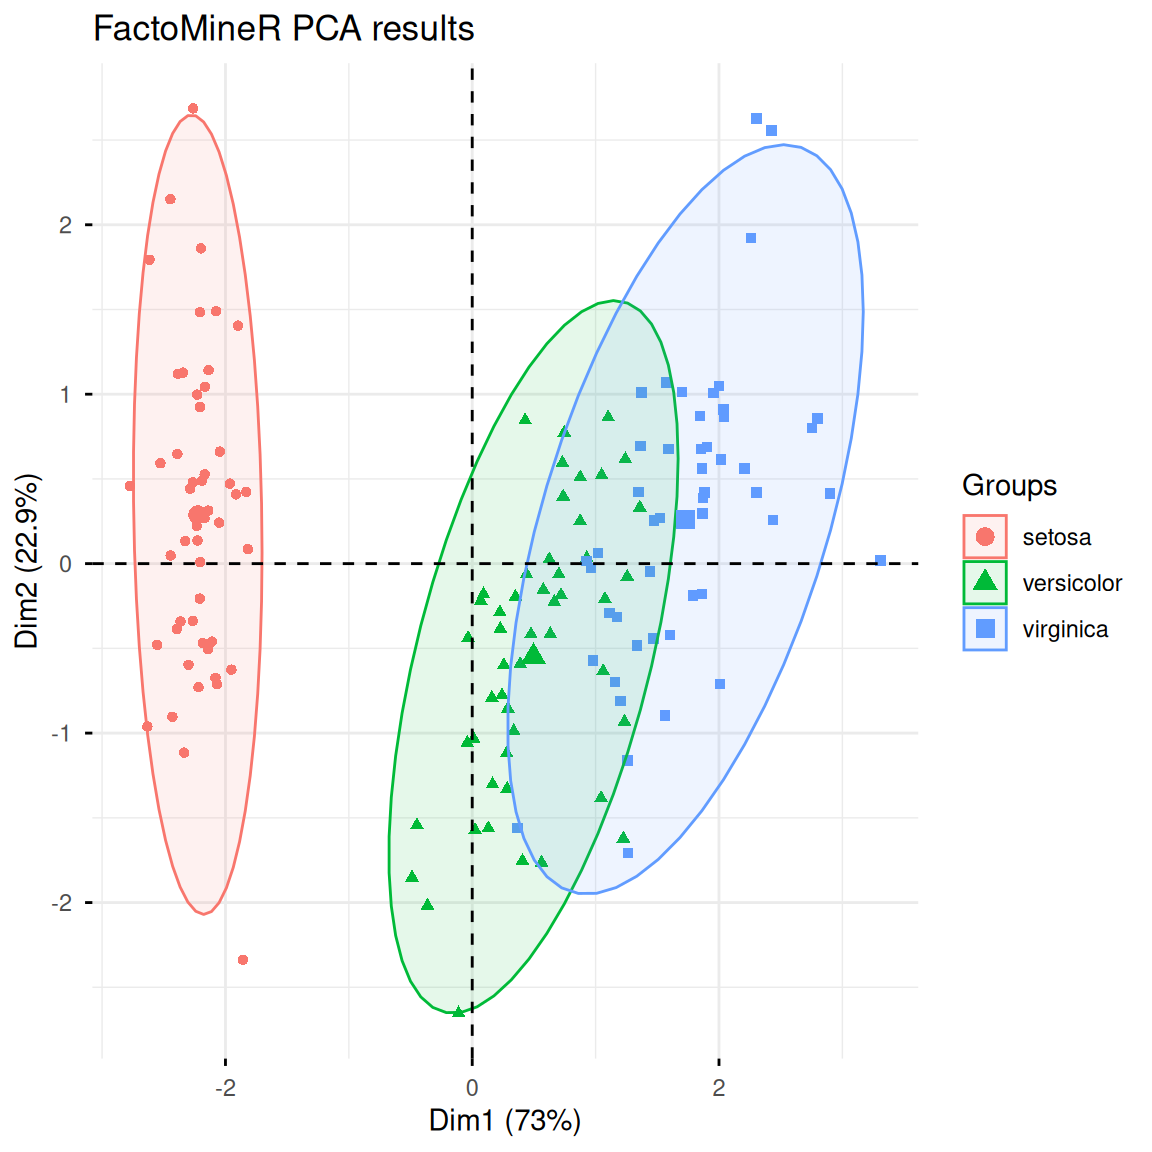 FactoMineR PCA results
Dim2 (22.9%)
2
1
0
-1
-2
-2
0
2
Dim1 (73%)
Groups
setosa
versicolor
virginica